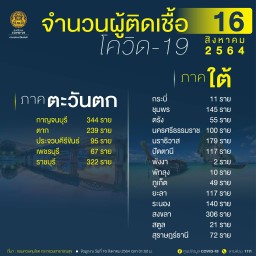 จำนวนผู้ติดเชื้อ
โควิด-19
16
สิงหาคม
2564
ภาคตะวันตก
กาญจนบุรี 344 ราย
ตาก 239 ราย
ประจวบคีรีขันธ์ 95 ราย
เพชรบุรี 67 ราย
ราชบุรี 322 ราย
ภาคใต้
กระบี่ 11 ราย
ชุมพร 145 ราย
ตรัง 55 ราย
นครศรีธรรมราช 100 ราย
นราธิวาส 179 ราย
ปัตตานี 117 ราย
พังงา 2 ราย
พัทลุง 10 ราย
ภูเก็ต 49 ราย
ยะลา 117 ราย
ระนอง 140 ราย
สงขลา 306 ราย
สตูล 21 ราย
สุราษฎร์ธานี 72 ราย